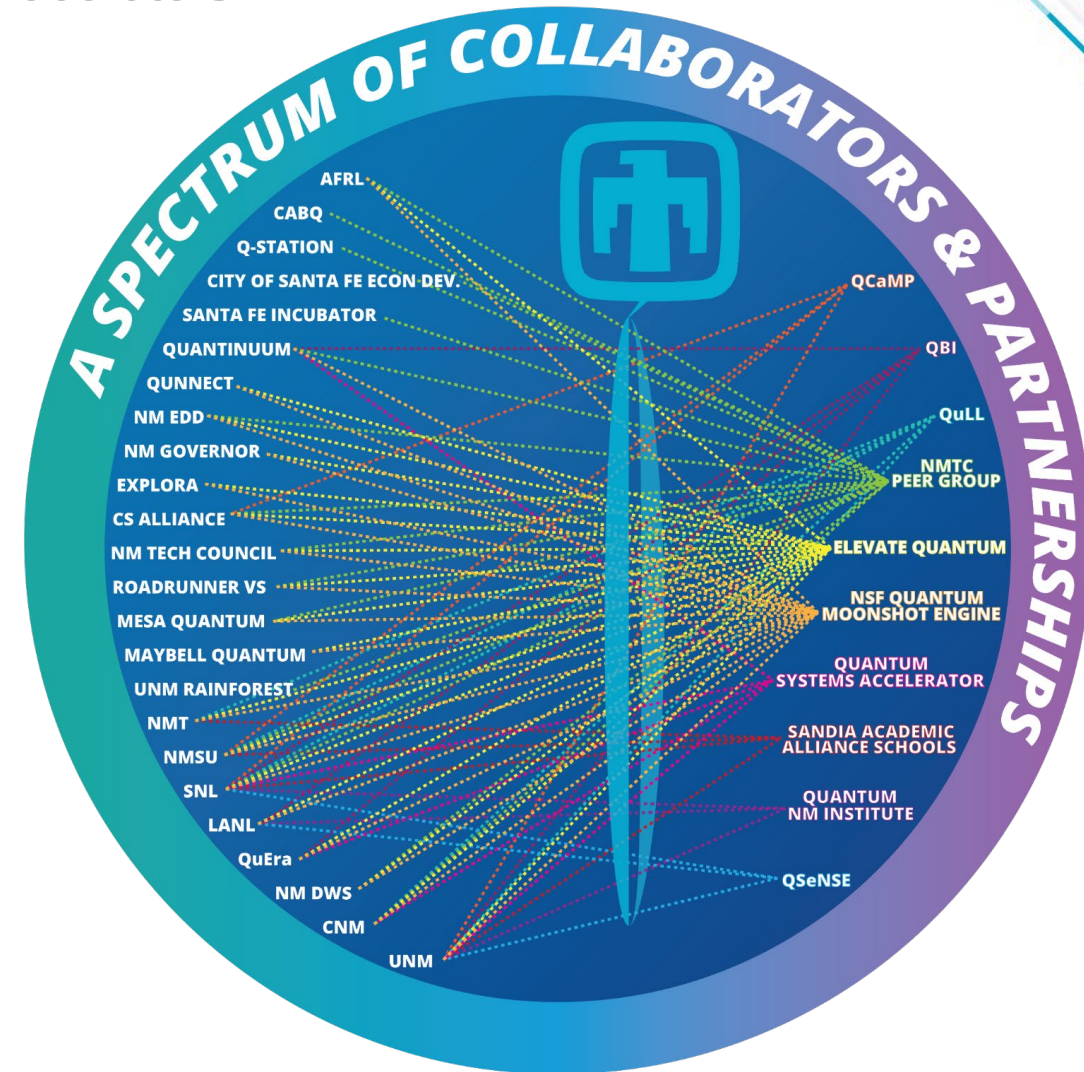 A SPECTRUM OF COLLABORATORS & PARTNERSHIPS
AFRL
CABQ
Q-STATION
CITY OF SANTA FE ECON DEV.
SANTA FE INCUBATOR
QUANTINUUM
QUNNECT
NM EDD
NM GOVERNOR
EXPLORA
CS ALLIANCE
NM TECH COUNCIL
ROADRUNNER VS
MESA QUANTUM
MAYBELL QUANTUM
UNM RAINFOREST
NMT
NMSU
SNL
LANL
QuEra
NM DWS
CNM
UNM
QCaMP
QBI
QuLL
NMTC
PEER GROUP
ELEVATE QUANTUM
NSF QUANTUM
MOONSHOT ENGINE
QUANTUM
SYSTEMS ACCELERATOR
SANDIA ACADEMIC
ALLIANCE SCHOOLS
QUANTUM
NM INSTITUTE
QSeNSE